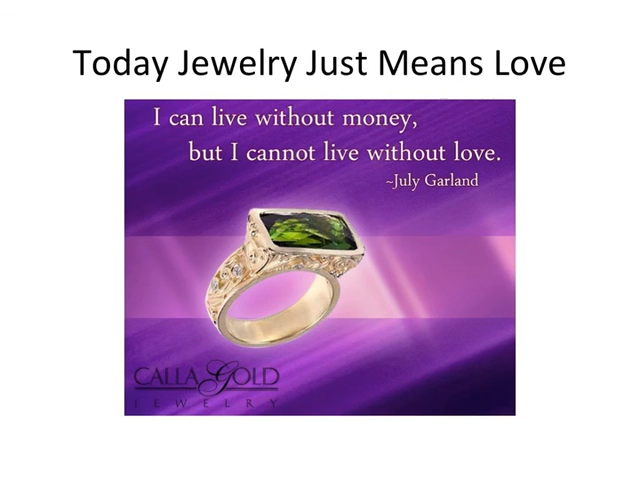 Today Jewelry Just Means Love
I can live without money,
but I cannot live without love.
~July Garland
CALLA GOLD
JEWELRY